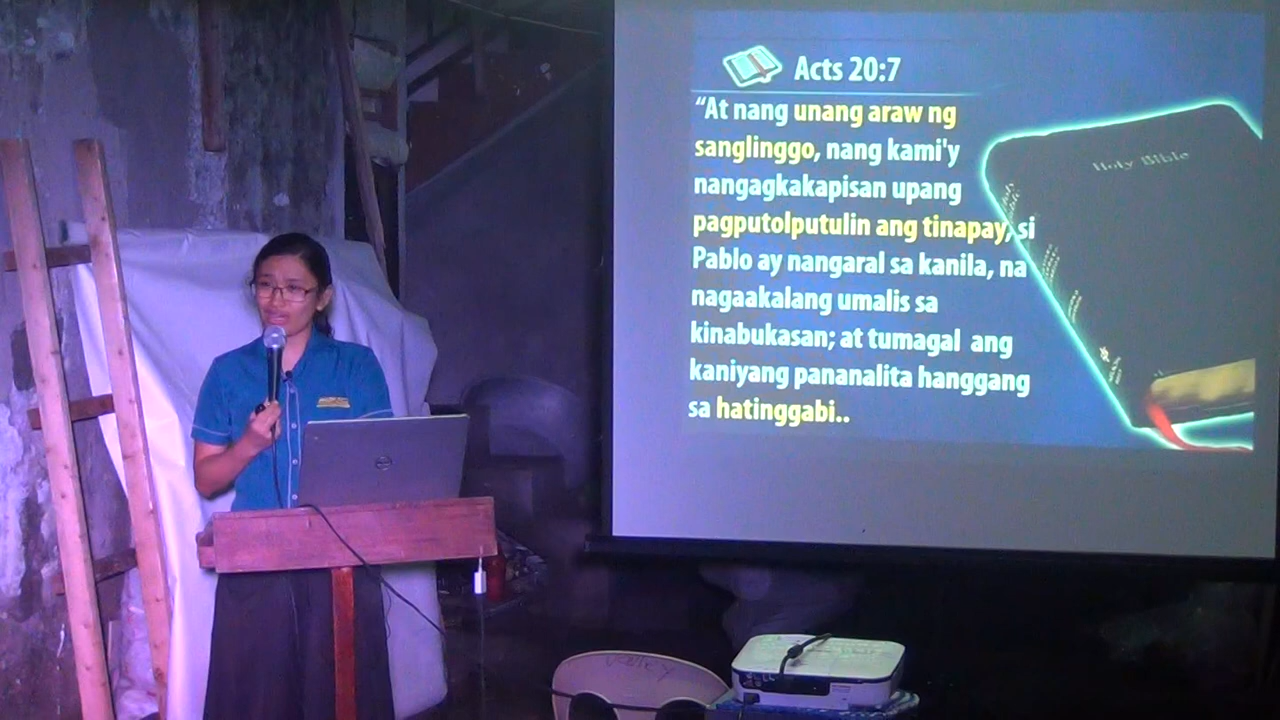 Acts 20:7
“At nang unang araw ng
sanglinggo, nang kami'y
nangagkakapisan upang
pagputolputulin ang tinapay, si
Pablo ay nangaral sa kanila, na
nagaakalang umalis sa
kinabukasan; at tumagal ang
kaniyang pananalita hanggang
sa hatinggabi..
Holy Bible
DELL